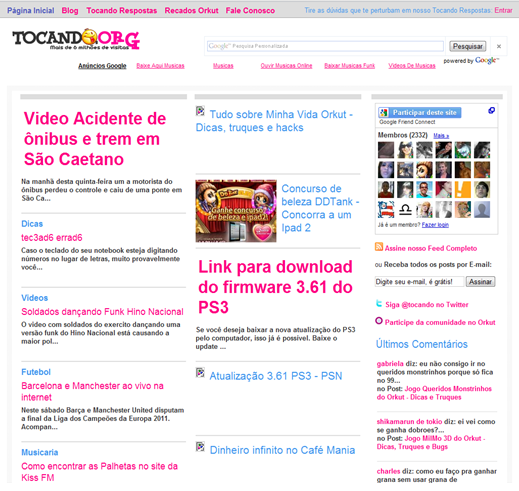 Página Inicial Blog Tocando Respostas Recados Orkut Fale Conosco
Tire as dúvidas que te perturbam em nosso Tocando Respostas: Entrar
TOCANDO.ORG
Mais de 6 milhões de visitas
Google™ Pesquisa Personalizada
Pesquisar
×
powered by Google™
Anúncios Google
Baixe Aqui Musicas
Musicas
Ouvir Musicas Online
Baixar Musicas Funk
Videos De Musicas
Video Acidente de
ônibus e trem em
São Caetano
Na manhã desta quinta-feira um a motorista do
ônibus perdeu o controle e caiu de uma ponte em
São Ca...
Dicas
tec3ad6 errad6
Caso o teclado do seu notebook esteja digitando
números no lugar de letras, muito provavelmente
você...
Videos
Soldados dançando Funk Hino Nacional
O video com soldados do exercito dançando uma
versão funk do Hino Nacional está causando a
maior pol...
Futebol
Barcelona e Manchester ao vivo na
internet
Neste sábado Barça e Manchester United disputam
a final da Liga dos Campeões da Europa 2011.
Acompan...
Musicaria
Como encontrar as Palhetas no site da
Kiss FM
Tudo sobre Minha Vida Orkut -
Dicas, truques e hacks
Ganhe concurso
de beleza e ipad2!
Concurso de
beleza DDTank -
Concorra a um
Ipad 2
Link para download
do firmware 3.61 do
PS3
Se você deseja baixar a nova atualização do PS3
pelo computador, isso já é possivel. Baixe o
update ...
Atualização 3.61 PS3 - PSN
Dinheiro infinito no Café Mania
Participar deste site
Google Friend Connect
Membros (2332) Mais »
Já é um membro? Fazer login
Assine nosso Feed Completo
ou Receba todos os posts por E-mail:
Digite seu e-mail, é grátis!
Assinar
Siga @tocando no Twitter
Participe da comunidade no Orkut
Últimos Comentários
gabriela diz: eu não consigo ir no
quejogos monstrinhos porque só fica
no 99...
no Post: Jogo Queridos Monstrinhos
do Orkut - Dicas e Truques
shikamarun de tokio diz: ei vei como
se ganha dobroes?...
no Post: Jogo MilMo 3D do Orkut -
Dicas, Truques e Bugs
charles diz: como eu faço pra ganhar
grana sem usar grana de